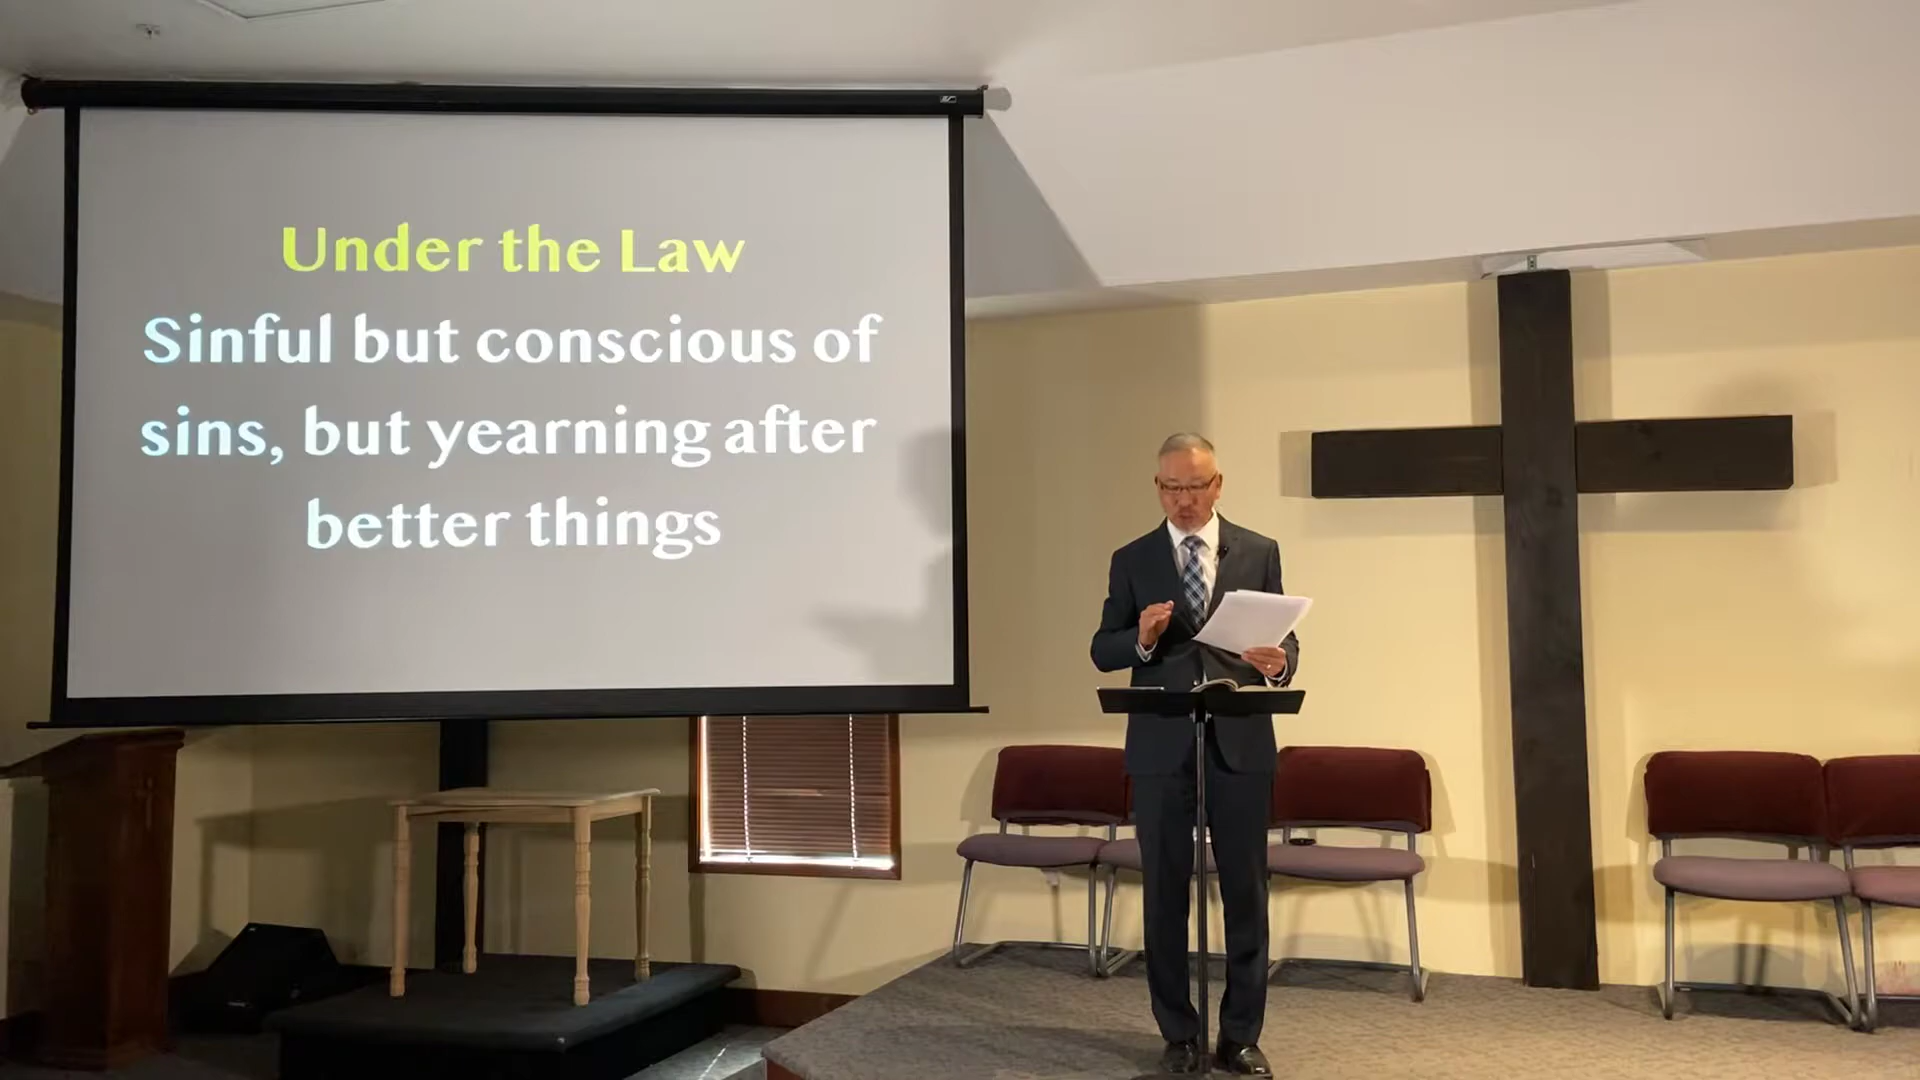 Under the Law
Sinful but conscious of
sins, but yearning after
better things